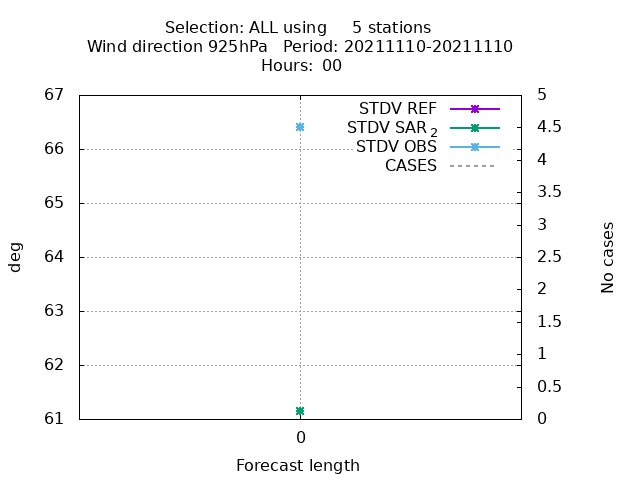 Selection: ALL using     5 stations
Wind direction 925hPa   Period: 20211110-20211110
Hours:  00
67
66
65
64
63
62
61
deg
STDV REF
STDV SAR2
STDV OBS
CASES
5
4.5
4
3.5
3
2.5
2
1.5
1
0.5
0
No cases
0
Forecast length